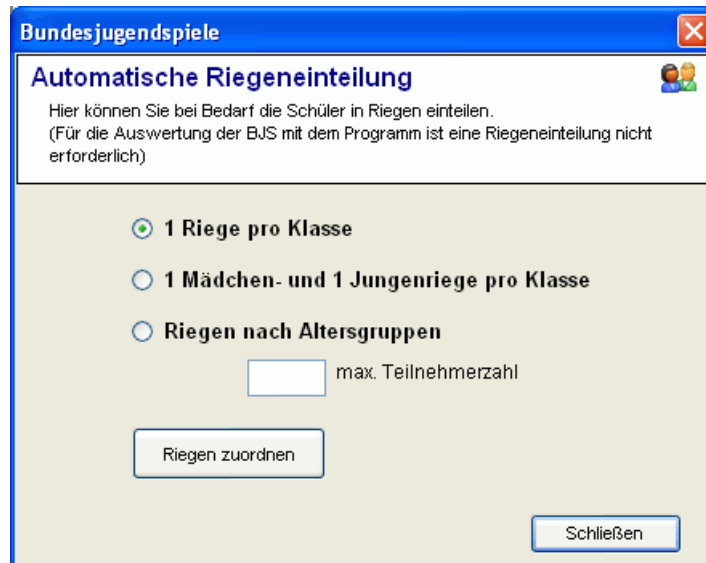 Bundesjugendspiele
Automatische Riegeneinteilung
Hier können Sie bei Bedarf die Schüler in Riegen einteilen.
(Für die Auswertung der BJS mit dem Programm ist eine Riegeneinteilung nicht
erforderlich)
1 Riege pro Klasse
1 Mädchen- und 1 Jungenriege pro Klasse
Riegen nach Altersgruppen
max. Teilnehmerzahl
Riegen zuordnen
Schließen